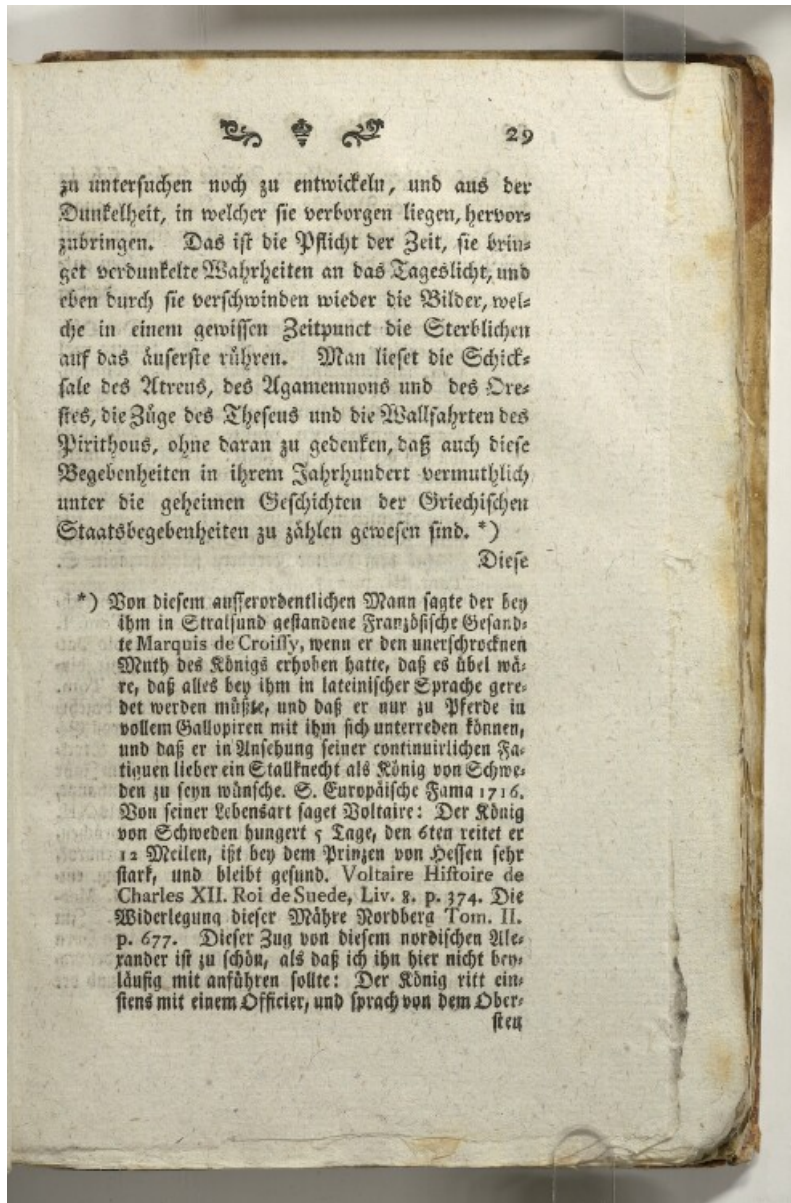 29
zu untersuchen noch zu entwickeln, und aus der
Dunkelheit, in welcher sie verborgen liegen, hervor-
zubringen. Das ist die Pflicht der Zeit, sie brin-
get verdunkelte Wahrheiten an das Tageslicht, und
eben durch sie verschwinden wieder die Bilder, wel-
che in einem gewissen Zeitpunct die Sterblichen
auf das äuserste rühren. Man lieset die Schick-
sale des Atreus, des Agamemnons und des Ore-
stes, die Züge des Theseus und die Wallfahrten des
Pirithous, ohne daran zu gedenken, daß auch diese
Begebenheiten in ihrem Jahrhundert vermuthlich
unter die geheimen Geschichten der Griechischen
Staatsbegebenheiten zu zählen gewesen sind. *)
Diese
*) Von diesem ausserordentlichen Mann sagte der bey
ihm in Stralsund gestandene Französische Gesand-
te Marquis de Croissy, wenn er den unerschrocknen
Muth des Königs erhoben hatte, daß es übel wä-
re, daß alles bey ihm in lateinischer Sprache gere-
det werden müßte, und daß er nur zu Pferde in
vollem Gallopiren mit ihm sich unterreden können,
und daß er in Ansehung seiner continuirlichen Fa-
tiguen lieber ein Stallknecht als König von Schwe-
den zu seyn wünsche. S. Europäische Fama 1716.
Von seiner Lebensart saget Voltaire: Der König
von Schweden hungert 5 Tage, den 6ten reitet er
12 Meilen, ißt bey dem Prinzen von Hessen sehr
stark, und bleibt gesund. Voltaire Histoire de
Charles XII. Roi de Suede, Liv. 8. p. 374. Die
Widerlegung dieser Mähre Nordberg Tom. II.
p. 677. Dieser Zug von diesem nordischen Ale-
xander ist zu schön, als daß ich ihn hier nicht bey-
läufig mit anführen sollte: Der König ritt ein-
stens mit einem Officier, und sprach von dem Ober-
sten